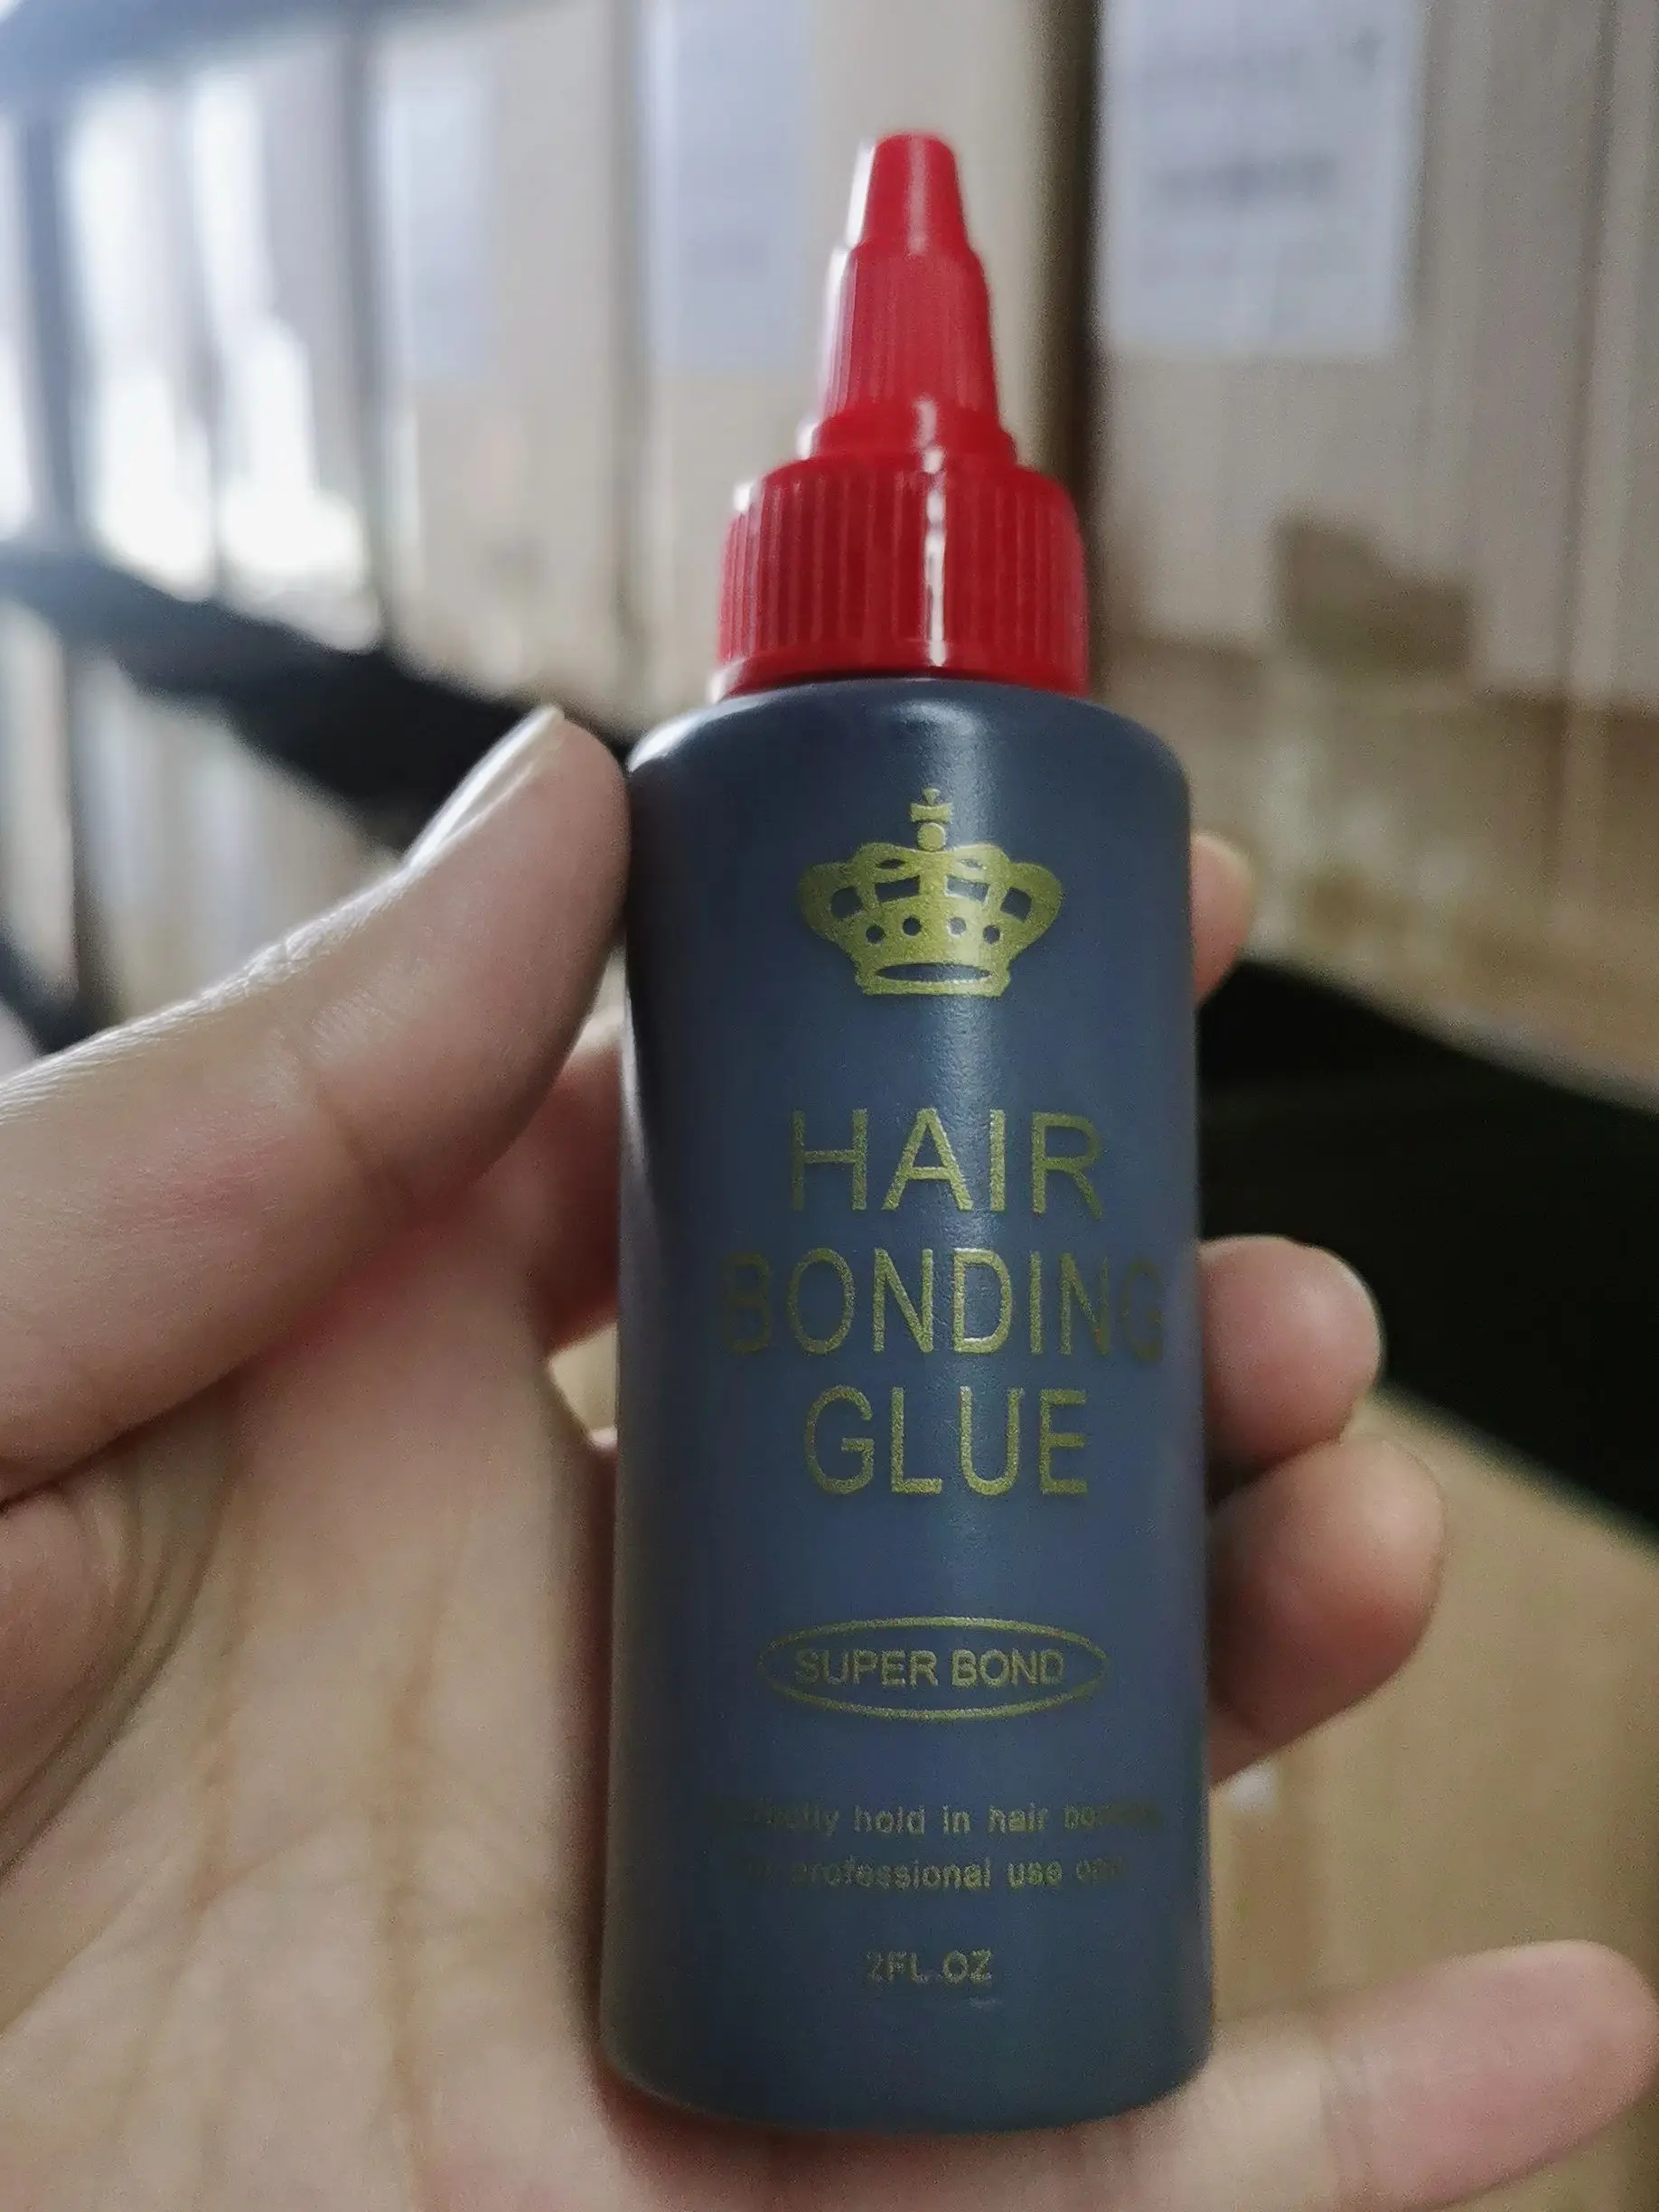 HAIR
BONDING
GLUE
SUPER BOND
hold in hair
professional use
2FL.OZ